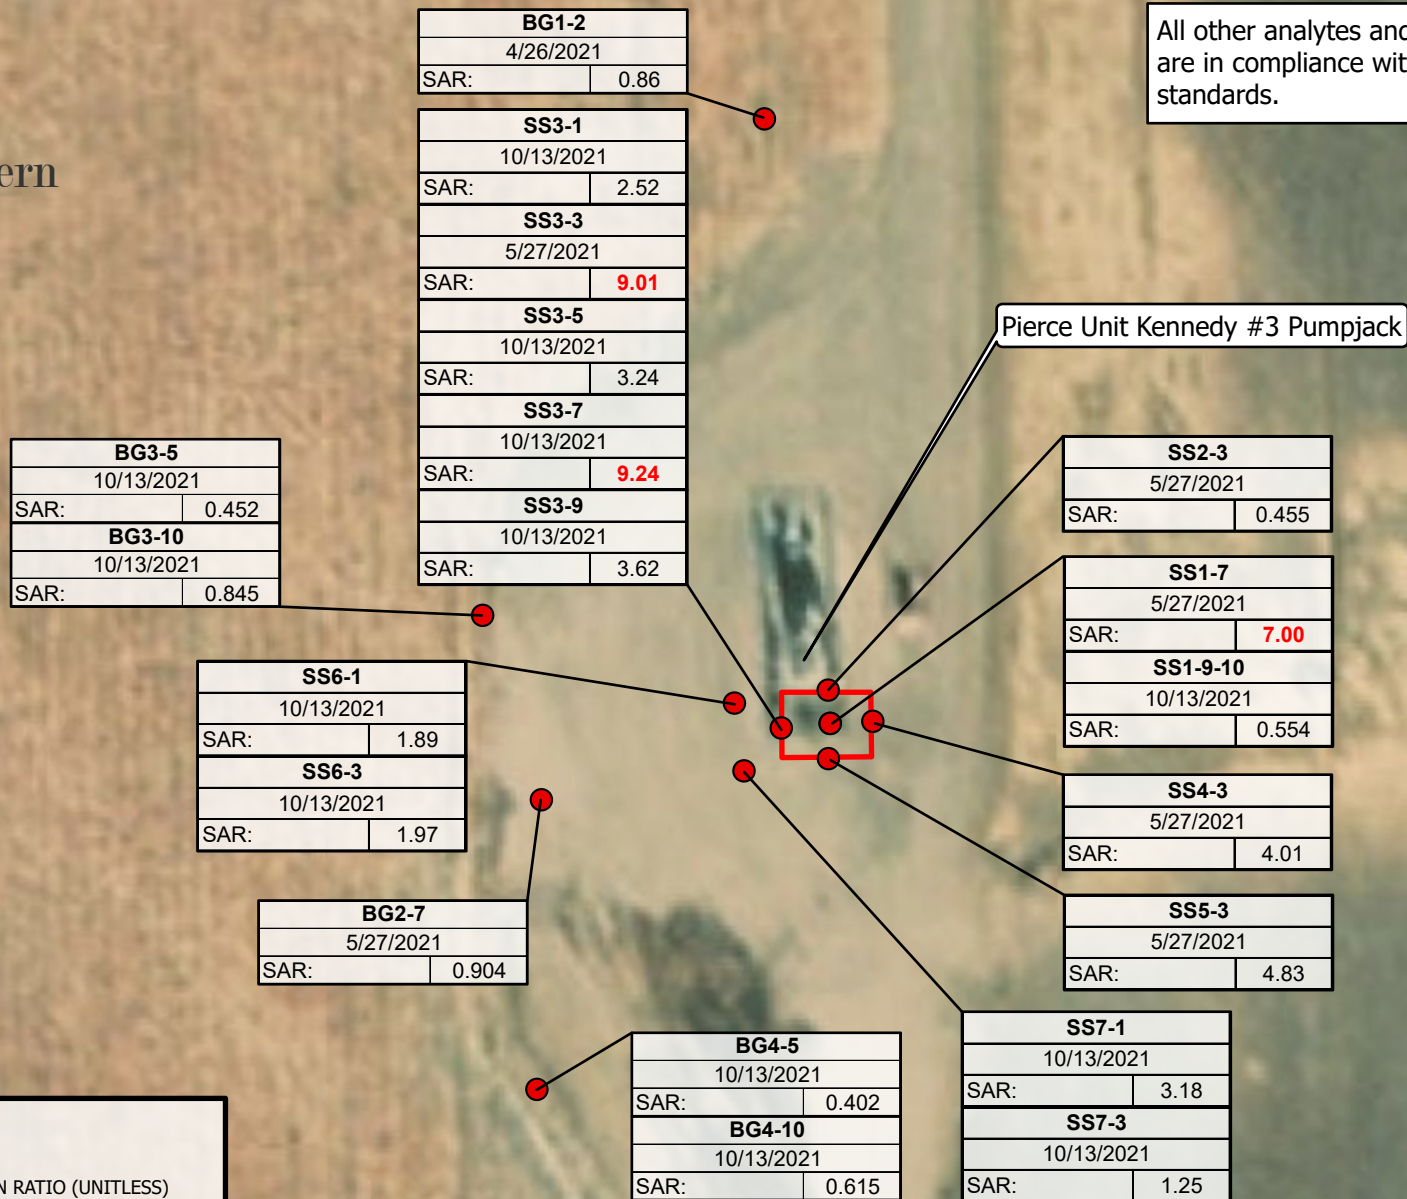 BG1-2
4/26/2021
SAR: 0.86
All other analytes and
are in compliance wit
standards.
ern
SS3-1
10/13/2021
SAR: 2.52
SS3-3
5/27/2021
SAR: 9.01
SS3-5
10/13/2021
SAR: 3.24
SS3-7
10/13/2021
SAR: 9.24
SS3-9
10/13/2021
SAR: 3.62
Pierce Unit Kennedy #3 Pumpjack
BG3-5
10/13/2021
SAR: 0.452
BG3-10
10/13/2021
SAR: 0.845
SS2-3
5/27/2021
SAR: 0.455
SS1-7
5/27/2021
SAR: 7.00
SS1-9-10
10/13/2021
SAR: 0.554
SS6-1
10/13/2021
SAR: 1.89
SS6-3
10/13/2021
SAR: 1.97
SS4-3
5/27/2021
SAR: 4.01
BG2-7
5/27/2021
SAR: 0.904
SS5-3
5/27/2021
SAR: 4.83
BG4-5
10/13/2021
SAR: 0.402
BG4-10
10/13/2021
SAR: 0.615
SS7-1
10/13/2021
SAR: 3.18
SS7-3
10/13/2021
SAR: 1.25
N RATIO (UNITLESS)